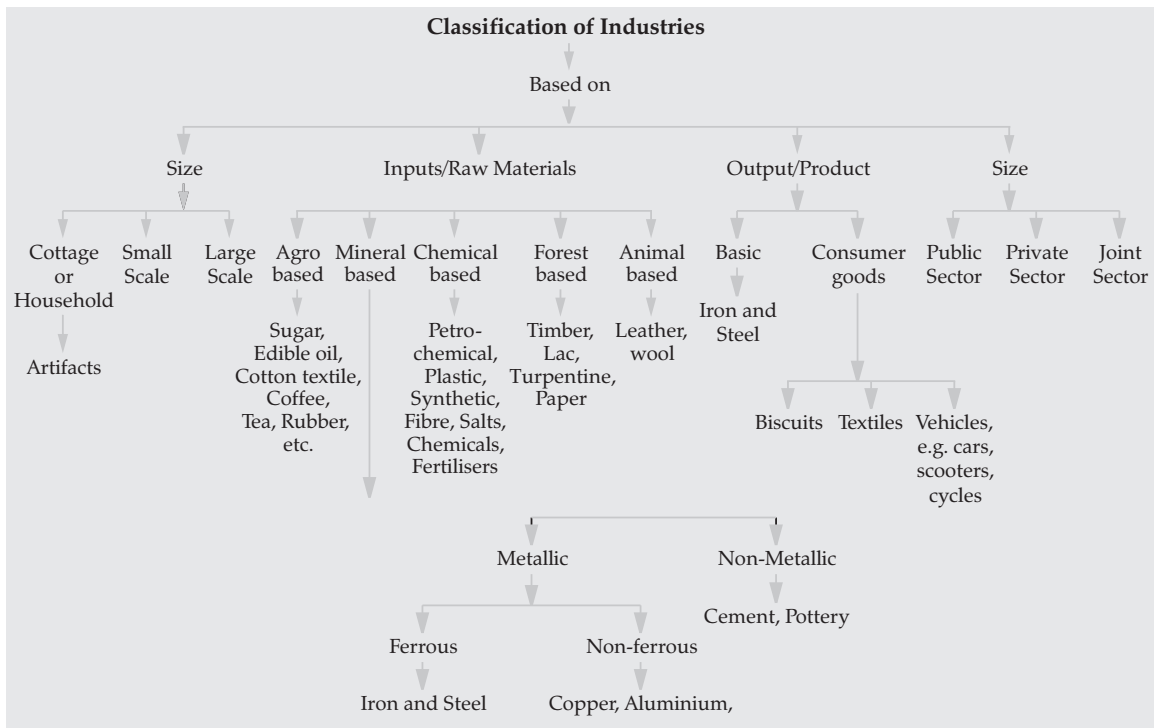 Classification of Industries
Based on
Size
Inputs/Raw Materials
Output/Product
Size
Cottage
or
Household
Small
Scale
Large
Scale
Agro
based
Mineral
based
Chemical
based
Forest
based
Animal
based
Basic
Consumer
goods
Public
Sector
Private
Sector
Joint
Sector
Artifacts
Sugar,
Edible oil,
Cotton textile,
Coffee,
Tea, Rubber,
etc.
Petro-
chemical,
Plastic,
Synthetic,
Fibre, Salts,
Chemicals,
Fertilisers
Timber,
Lac,
Turpentine,
Paper
Leather,
wool
Iron and
Steel
Biscuits
Textiles
Vehicles,
e.g. cars,
scooters,
cycles
Metallic
Non-Metallic
Cement, Pottery
Ferrous
Non-ferrous
Iron and Steel
Copper, Aluminium,